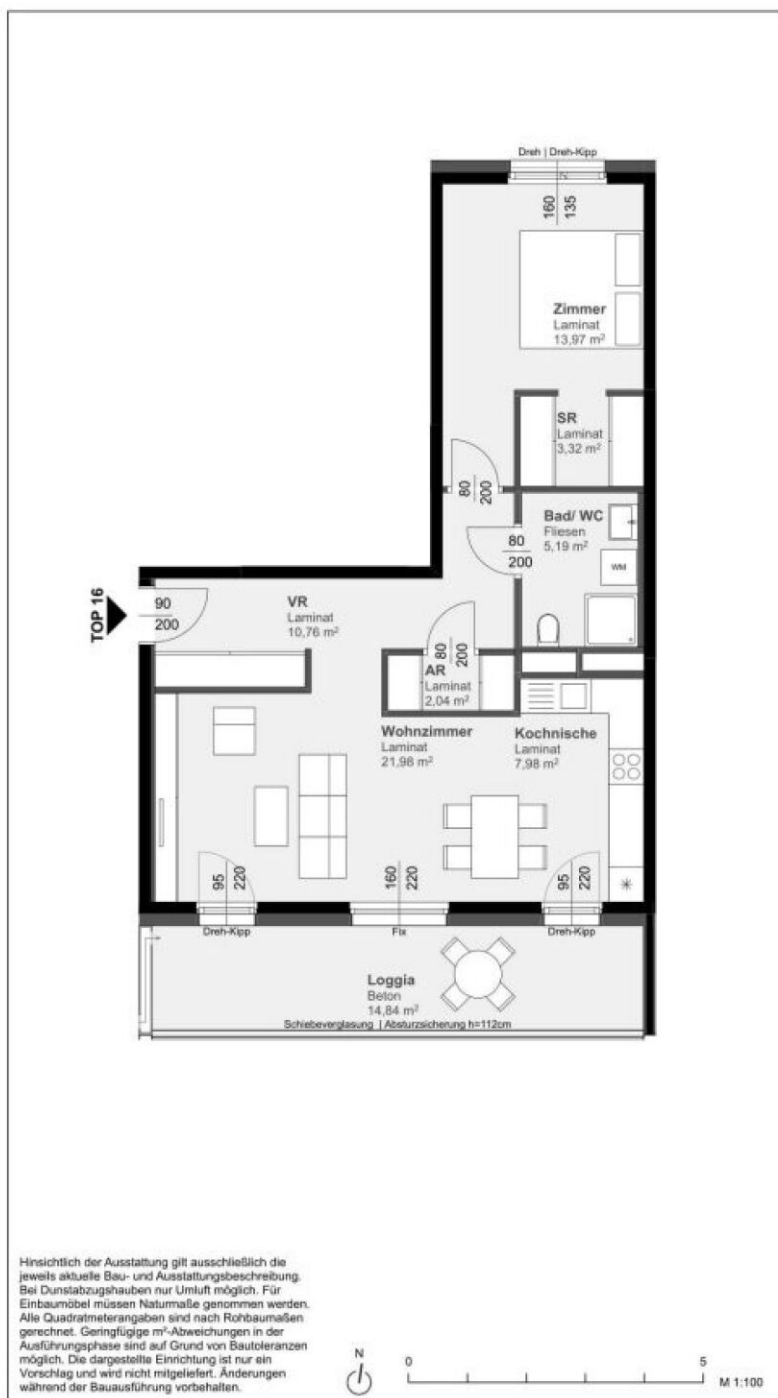 Dreh | Dreh-Kipp
160
135
Zimmer
Laminat
13,97 m²
SR
Laminat
3,32 m²
80
200
Bad/ WC
Fliesen
5,19 m²
80
200
WM
TOP 16
90
200
VR
Laminat
10,76 m²
80
200
AR
Laminat
2,04 m²
Wohnzimmer
Laminat
21,98 m²
Kochnische
Laminat
7,98 m²
95
220
160
220
95
220
Dreh-Kipp
Fix
Dreh-Kipp
Loggia
Beton
14,84 m²
Schiebeverglasung | Absturzsicherung h=112cm
Hinsichtlich der Ausstattung gilt ausschließlich die
jeweils aktuelle Bau- und Ausstattungsbeschreibung.
Bei Dunstabzugshauben nur Umluft möglich. Für
Einbaumöbel müssen Naturmaße genommen werden.
Alle Quadratmeterangaben sind nach Rohbaumaßen
gerechnet. Geringfügige m²-Abweichungen in der
Ausführungsphase sind auf Grund von Bautoleranzen
möglich. Die dargestellte Einrichtung ist nur ein
Vorschlag und wird nicht mitgeliefert. Änderungen
während der Bauausführung vorbehalten.
N
0
5
M 1:100